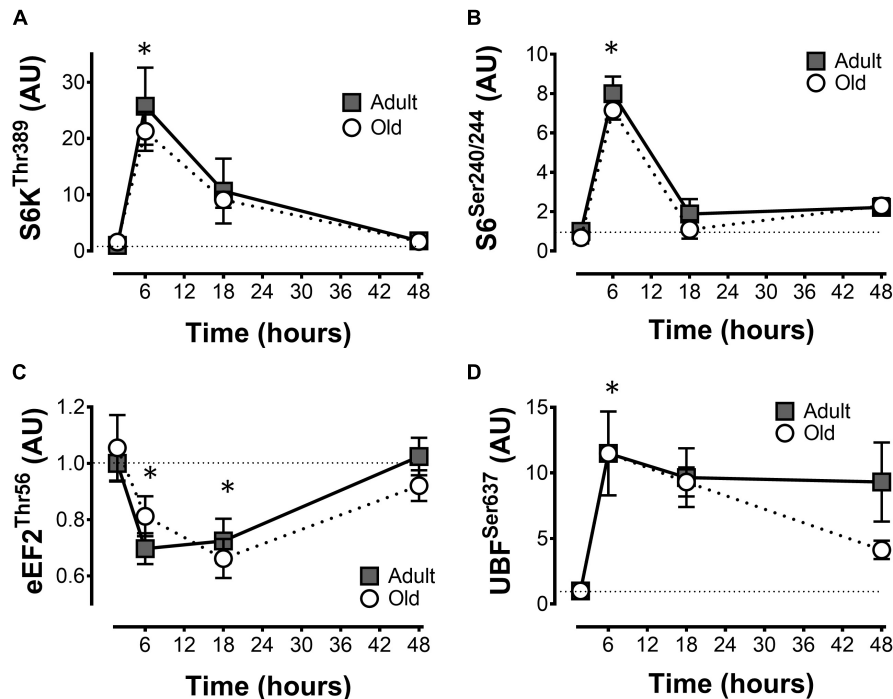 A
S6K^Thr389 (AU)
30
20
10
0
*
Adult
Old
6 12 18 24 30 36 42 48
Time (hours)
B
S6^Ser240/244 (AU)
10
8
6
4
2
0
*
Adult
Old
6 12 18 24 30 36 42 48
Time (hours)
C
eEF2^Thr56 (AU)
1.2
1.0
0.8
0.6
*
*
Adult
Old
6 12 18 24 30 36 42 48
Time (hours)
D
UBF^Ser637 (AU)
15
10
5
0
*
Adult
Old
6 12 18 24 30 36 42 48
Time (hours)